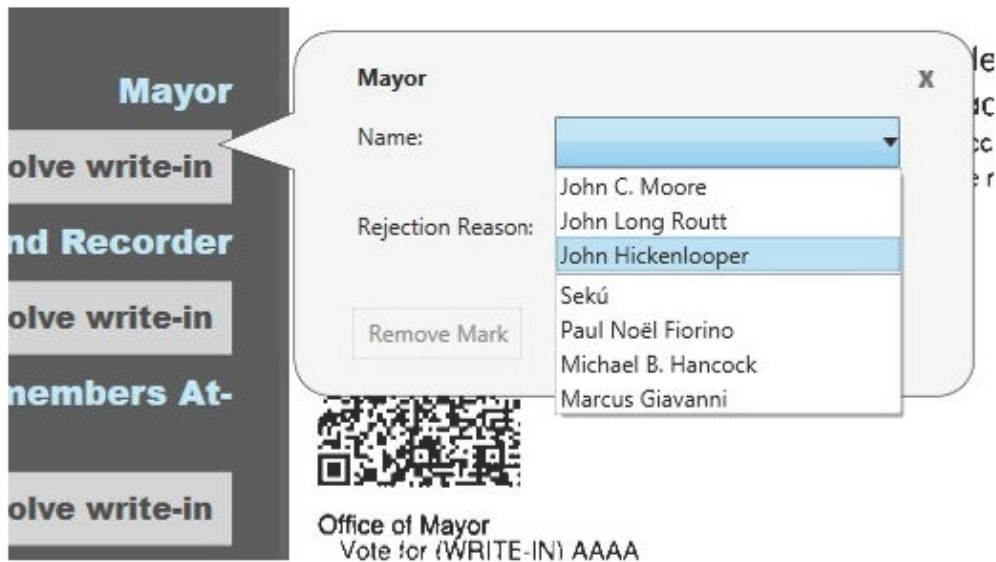 Mayor
olve write-in
nd Recorder
olve write-in
members At-
olve write-in
Mayor
X
Name:
Rejection Reason:
John C. Moore
John Long Routt
John Hickenlooper
Sekú
Paul Noël Fiorino
Michael B. Hancock
Marcus Giavanni
Remove Mark
Office of Mayor
Vote for (WRITE-IN) AAAA